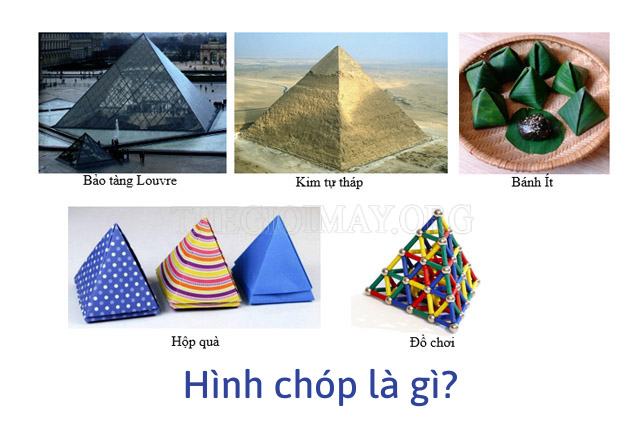 Bảo tàng Louvre
Kim tự tháp
Bánh Ít
THEGIOIMAY.ORG
Hộp quà
Đồ chơi
Hình chóp là gì?